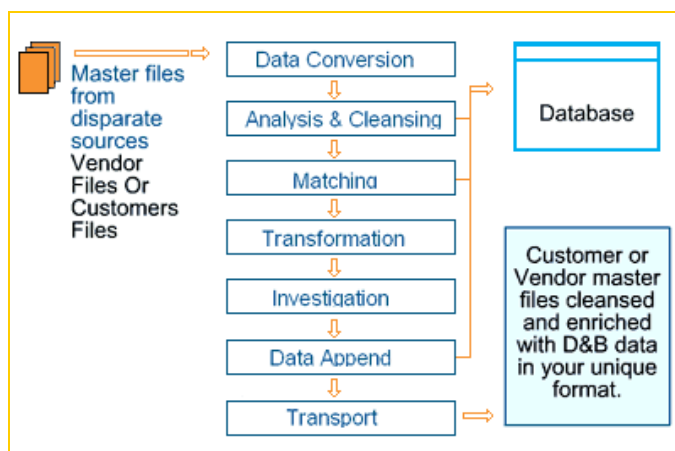 Master files
from
disparate
sources
Vendor
Files Or
Customers
Files
Data Conversion
Analysis & Cleansing
Matching
Transformation
Investigation
Data Append
Transport
Database
Customer or
Vendor master
files cleansed
and enriched
with D&B data
in your unique
format.